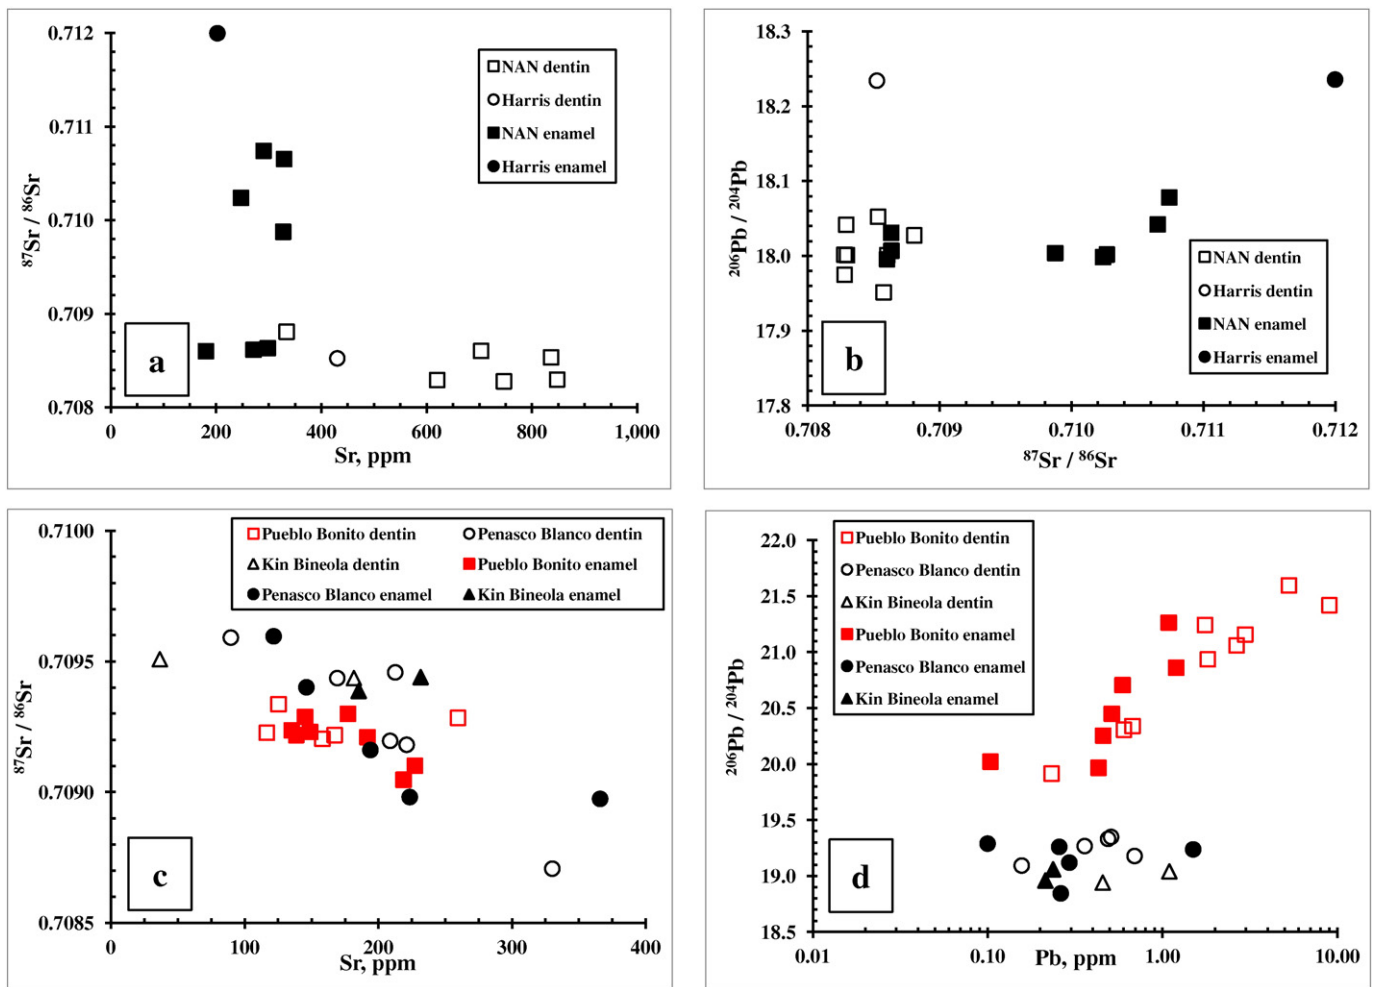 0.712
0.711
0.710
0.709
0.708
⁸⁷Sr / ⁸⁶Sr
NAN dentin
Harris dentin
NAN enamel
Harris enamel
a
0 200 400 600 800 1,000
Sr, ppm
18.3
18.2
18.1
18.0
17.9
17.8
²⁰⁶Pb / ²⁰⁴Pb
NAN dentin
Harris dentin
NAN enamel
Harris enamel
b
0.708 0.709 0.710 0.711 0.712
⁸⁷Sr / ⁸⁶Sr
0.7100
0.7095
0.7090
0.7085
⁸⁷Sr / ⁸⁶Sr
Pueblo Bonito dentin Penasco Blanco dentin
Kin Bineola dentin Pueblo Bonito enamel
Penasco Blanco enamel Kin Bineola enamel
c
0 100 200 300 400
Sr, ppm
22.0
21.5
21.0
20.5
20.0
19.5
19.0
18.5
²⁰⁶Pb / ²⁰⁴Pb
Pueblo Bonito dentin
Penasco Blanco dentin
Kin Bineola dentin
Pueblo Bonito enamel
Penasco Blanco enamel
Kin Bineola enamel
d
0.01 0.10 1.00 10.00
Pb, ppm